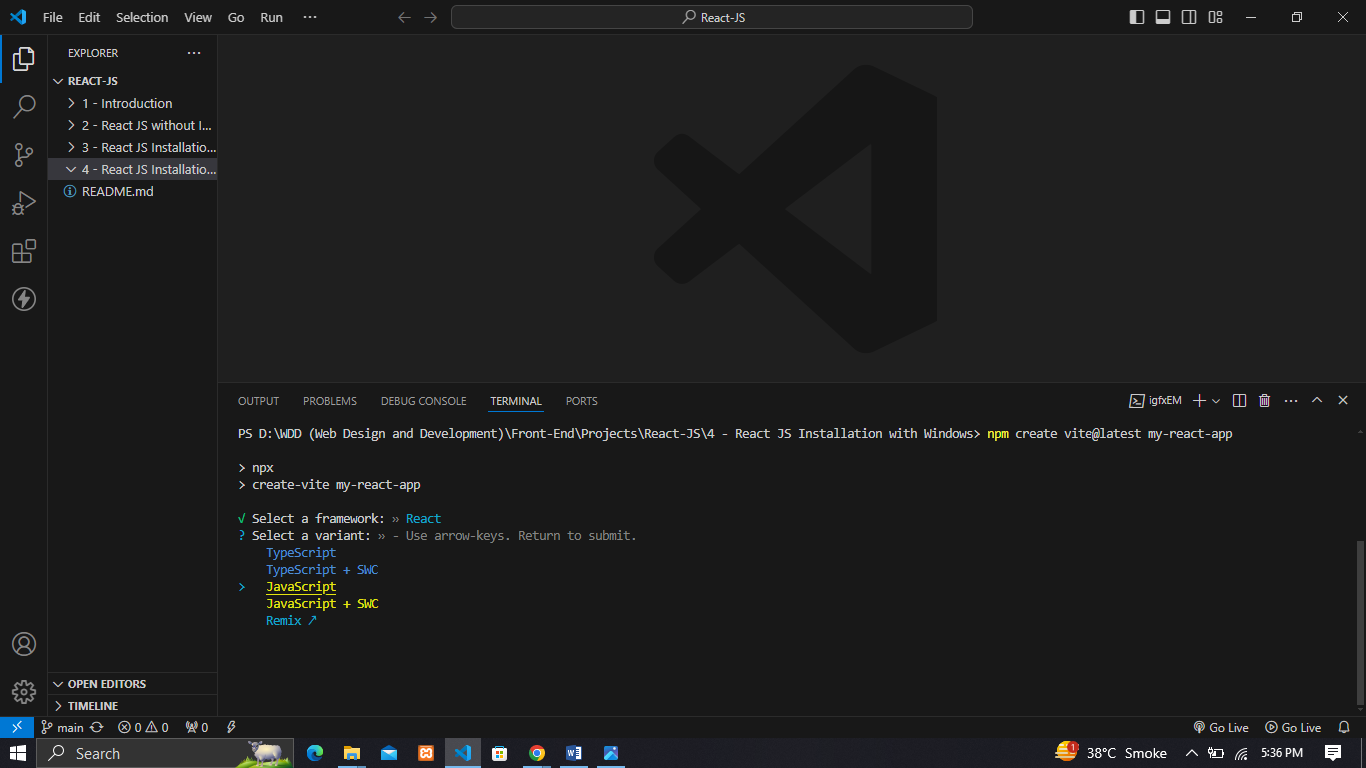 File Edit Selection View Go Run ···
React-JS
EXPLORER ···
REACT-JS
1 - Introduction
2 - React JS without I...
3 - React JS Installatio...
4 - React JS Installatio...
README.md
OUTPUT PROBLEMS DEBUG CONSOLE TERMINAL PORTS
igfxEM
PS D:\WDD (Web Design and Development)\Front-End\Projects\React-JS\4 - React JS Installation with Windows> npm create vite@latest my-react-app
> npx
> create-vite my-react-app
√ Select a framework: » React
? Select a variant: » - Use arrow-keys. Return to submit.
TypeScript
TypeScript + SWC
> JavaScript
JavaScript + SWC
Remix ↗
OPEN EDITORS
TIMELINE
main 0 0 0 Go Live Go Live
Search 1 38°C Smoke 5:36 PM